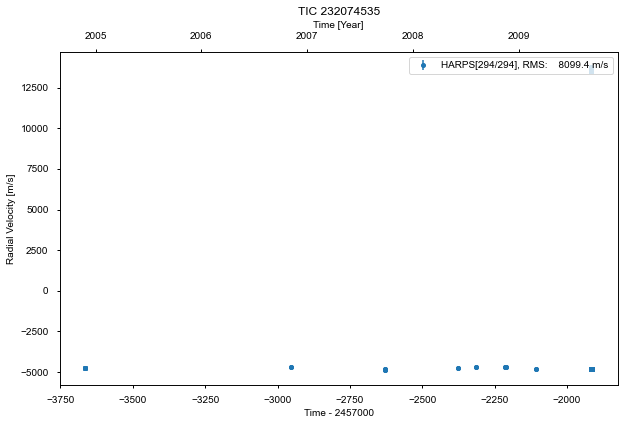 TIC 232074535
Time [Year]
2005 2006 2007 2008 2009
HARPS[294/294], RMS: 8099.4 m/s
12500
10000
7500
5000
2500
0
−2500
−5000
Radial Velocity [m/s]
−3750 −3500 −3250 −3000 −2750 −2500 −2250 −2000
Time - 2457000